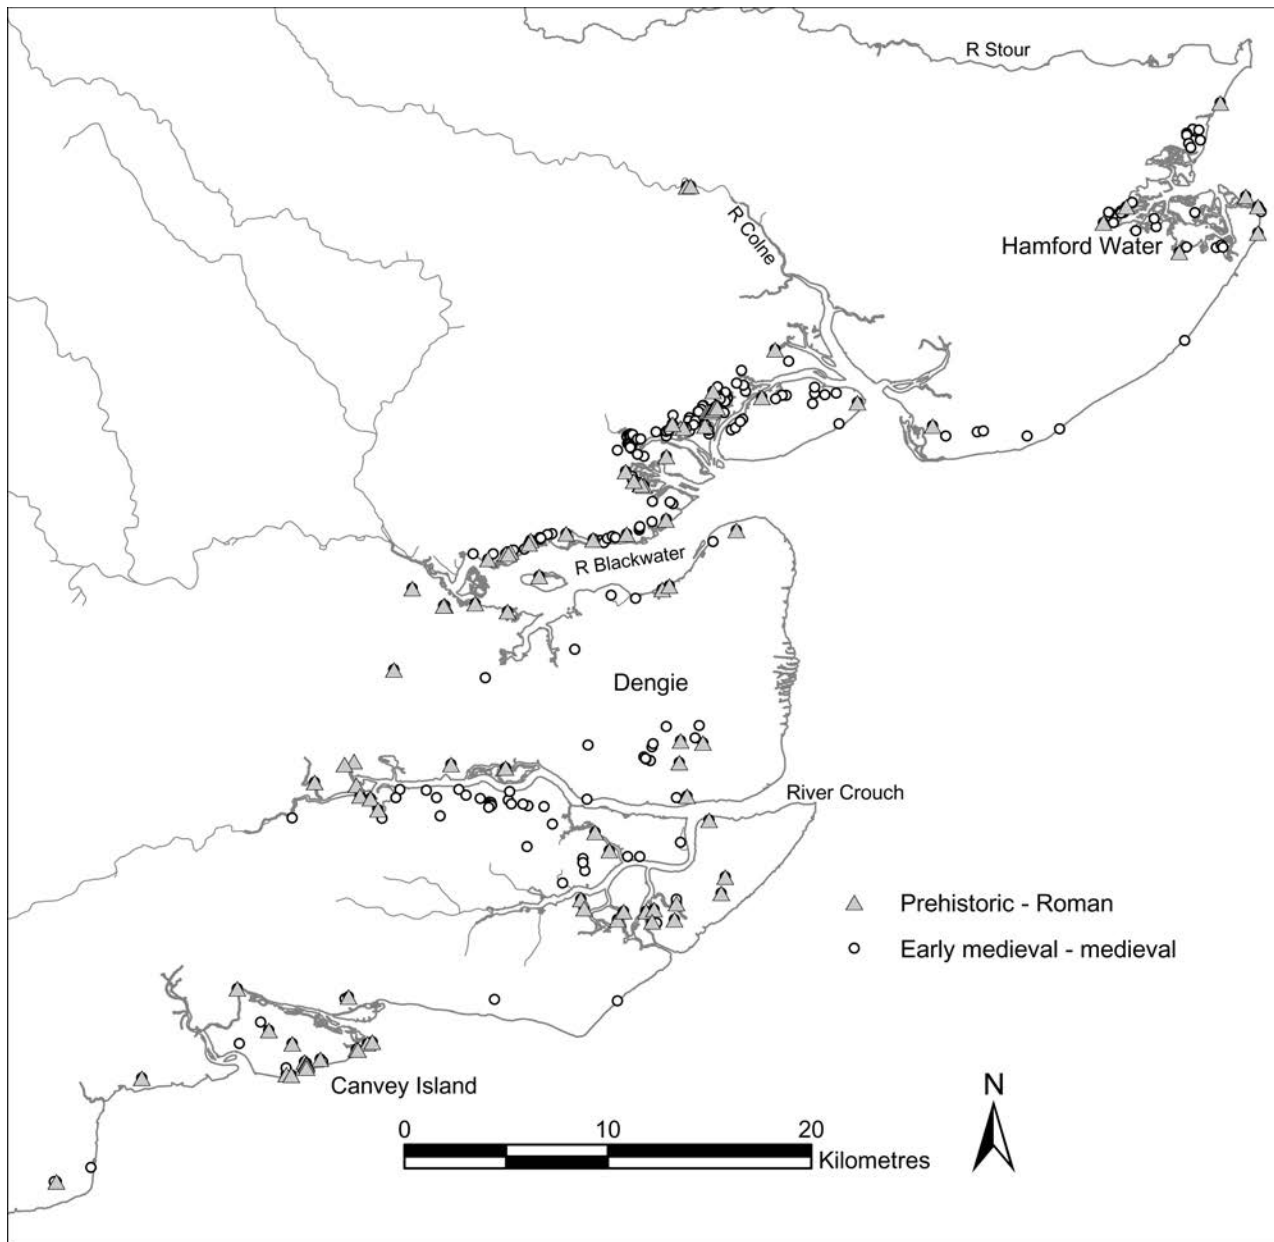 R Stour
R Colne
Hamford Water
R Blackwater
Dengie
River Crouch
Prehistoric - Roman
Early medieval - medieval
Canvey Island
N
0 10 20
Kilometres